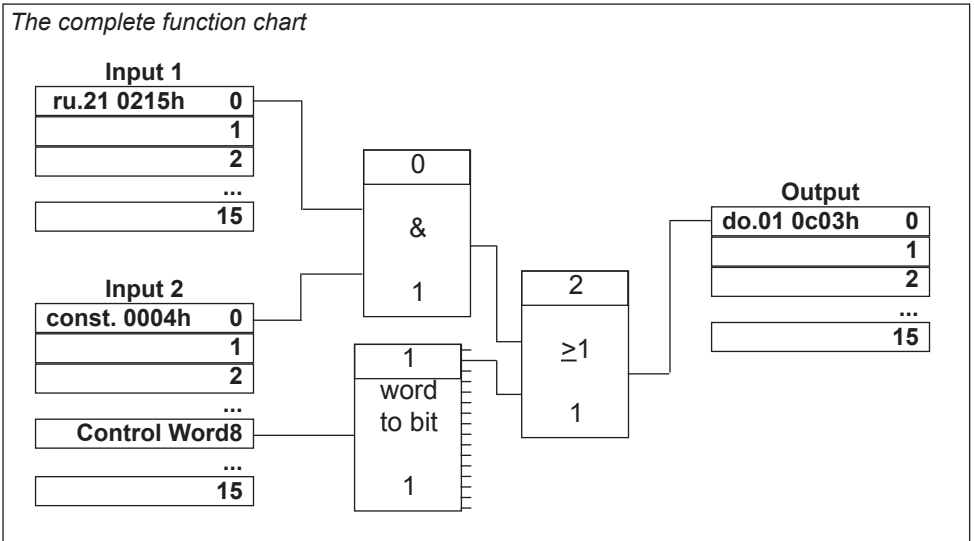 The complete function chart
Input 1
ru.21 0215h 0
1
2
...
15
Input 2
const. 0004h 0
1
2
...
Control Word8
...
15
0
&
1
1
word
to bit
1
2
≥1
1
Output
do.01 0c03h 0
1
2
...
15